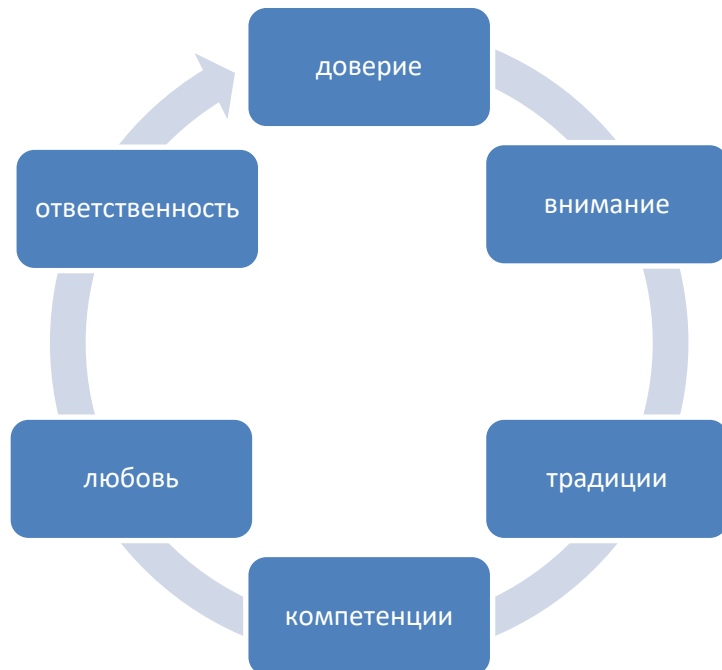 доверие
внимание
традиции
компетенции
любовь
ответственность